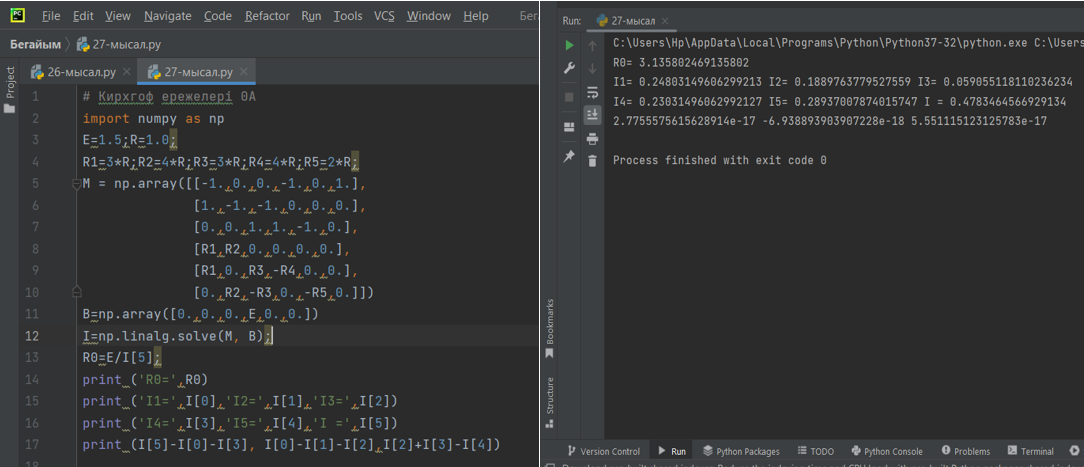 PC File Edit View Navigate Code Refactor Run Tools VCS Window Help Бега
Бегайым 27-мысал.py
26-мысал.py 27-мысал.py
Project
1 # Кирхгоф ережелері 0А
2 import numpy as np
3 E=1.5;R=1.0;
4 R1=3*R;R2=4*R;R3=3*R;R4=4*R;R5=2*R;
5 M = np.array([[-1.,0.,0.,-1.,0.,1.],
6 [1.,-1.,-1.,0.,0.,0.],
7 [0.,0.,1.,1.,-1.,0.],
8 [R1,R2,0.,0.,0.,0.],
9 [R1,0.,R3,-R4,0.,0.],
10 [0.,R2,-R3,0.,-R5,0.]])
11 B=np.array([0.,0.,0.,E,0.,0.])
12 I=np.linalg.solve(M, B);
13 R0=E/I[5];
14 print ('R0=',R0)
15 print ('I1=',I[0],'I2=',I[1],'I3=',I[2])
16 print ('I4=',I[3],'I5=',I[4],'I =',I[5])
17 print (I[5]-I[0]-I[3], I[0]-I[1]-I[2],I[2]+I[3]-I[4])
Run: 27-мысал
C:\Users\Hp\AppData\Local\Programs\Python\Python37-32\python.exe C:\Users
R0= 3.135802469135802
I1= 0.24803149606299213 I2= 0.1889763779527559 I3= 0.059055118110236234
I4= 0.23031496062992127 I5= 0.28937007874015747 I = 0.4783464566929134
2.7755575615628914e-17 -6.938893903907228e-18 5.551115123125783e-17
Process finished with exit code 0
Bookmarks
Structure
Version Control Run Python Packages TODO Python Console Problems Terminal